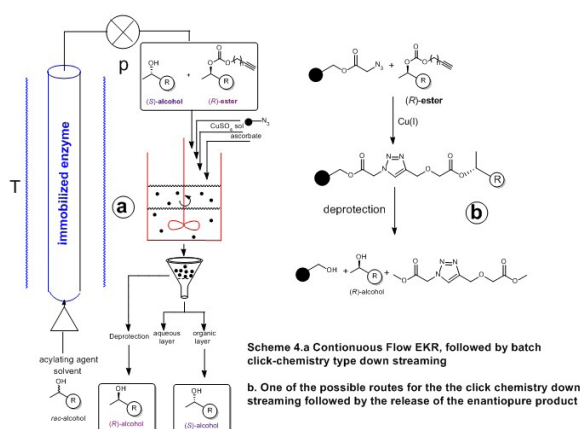 p
OH
R
+
O
O
O
n
R
(S)-alcohol
(R)-ester
CuSO4 sol
N3
ascorbate
T
immobilized enzyme
a
Deprotection
aqueous
layer
organic
layer
acylating agent
solvent
OH
R
rac-alcohol
OH
R
(R)-alcohol
OH
R
(S)-alcohol
O
O
N3
+
O
O
O
n
R
(R)-ester
Cu(I)
O
O
N
N=N
O
O
O
R
deprotection
b
OH
+
OH
R
+
O
O
N
N=N
O
O
O
(R)-alcohol
Scheme 4.a Contionuous Flow EKR, followed by batch
click-chemistry type down streaming
b. One of the possible routes for the the click chemistry down
streaming followed by the release of the enantiopure product